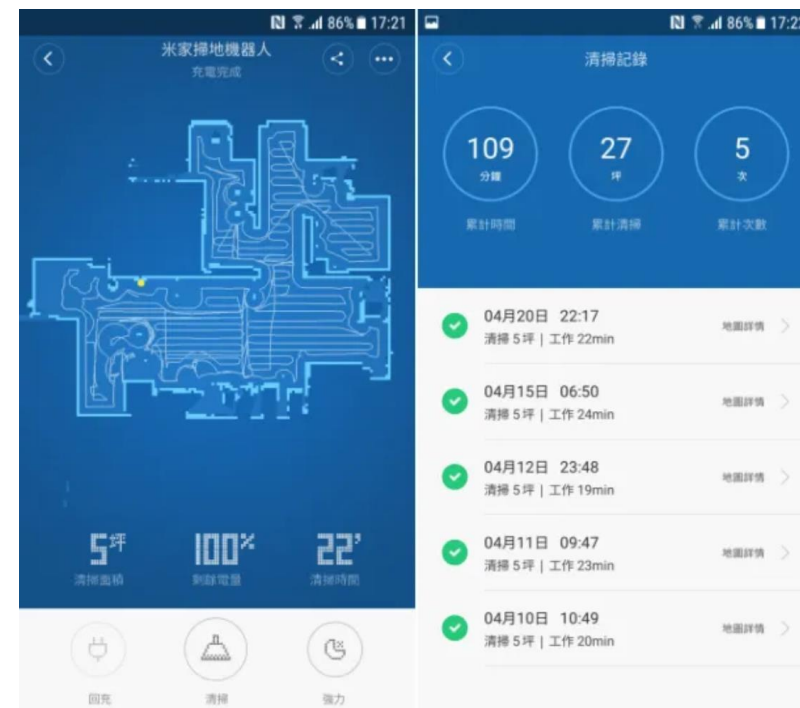 86% 17:21
米家掃地機器人
充電完成
5坪
100%
22'
清掃面積
剩餘電量
清掃時間
回充
清掃
強力
86% 17:22
清掃記錄
109
分鐘
累計時間
27
坪
累計清掃
5
次
累計次數
04月20日 22:17
清掃 5 坪 | 工作 22min
地圖詳情
04月15日 06:50
清掃 5 坪 | 工作 24min
地圖詳情
04月12日 23:48
清掃 5 坪 | 工作 19min
地圖詳情
04月11日 09:47
清掃 5 坪 | 工作 23min
地圖詳情
04月10日 10:49
清掃 5 坪 | 工作 20min
地圖詳情